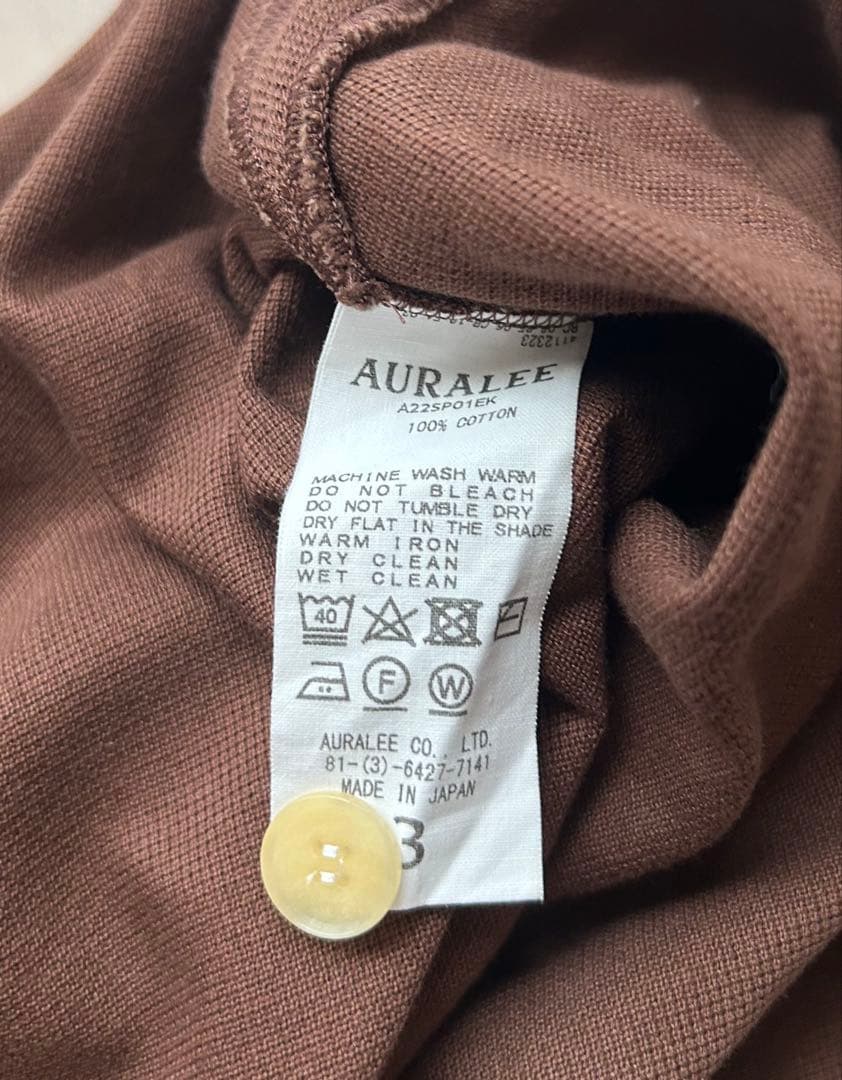 4112323
AURALEE
A22SP01EK
100% COTTON
MACHINE WASH WARM
DO NOT BLEACH
DO NOT TUMBLE DRY
DRY FLAT IN THE SHADE
WARM IRON
DRY CLEAN
WET CLEAN
40
F
W
AURALEE CO., LTD.
81-(3)-6427-7141
MADE IN JAPAN
3